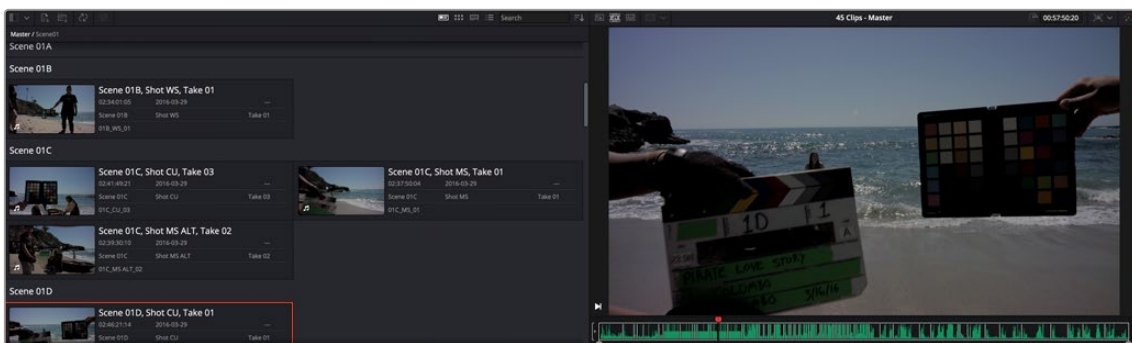 Search
45 Clips - Master
00:57:50:20
Master / Scene01
Scene 01A
Scene 01B
Scene 01B, Shot WS, Take 01
02:34:01:05 2016-03-29 --
Scene 01B Shot WS Take 01
01B_WS_01
Scene 01C
Scene 01C, Shot CU, Take 03
02:41:49:21 2016-03-29 --
Scene 01C Shot CU Take 03
01C_CU_03
Scene 01C, Shot MS, Take 01
02:37:50:04 2016-03-29 --
Scene 01C Shot MS Take 01
01C_MS_01
Scene 01C, Shot MS ALT, Take 02
02:39:30:10 2016-03-29 --
Scene 01C Shot MS ALT Take 02
01C_MS ALT_02
Scene 01D
Scene 01D, Shot CU, Take 01
02:46:21:14 2016-03-29 --
Scene 01D Shot CU Take 01
1D 1
A
PIRATE LOVE STORY